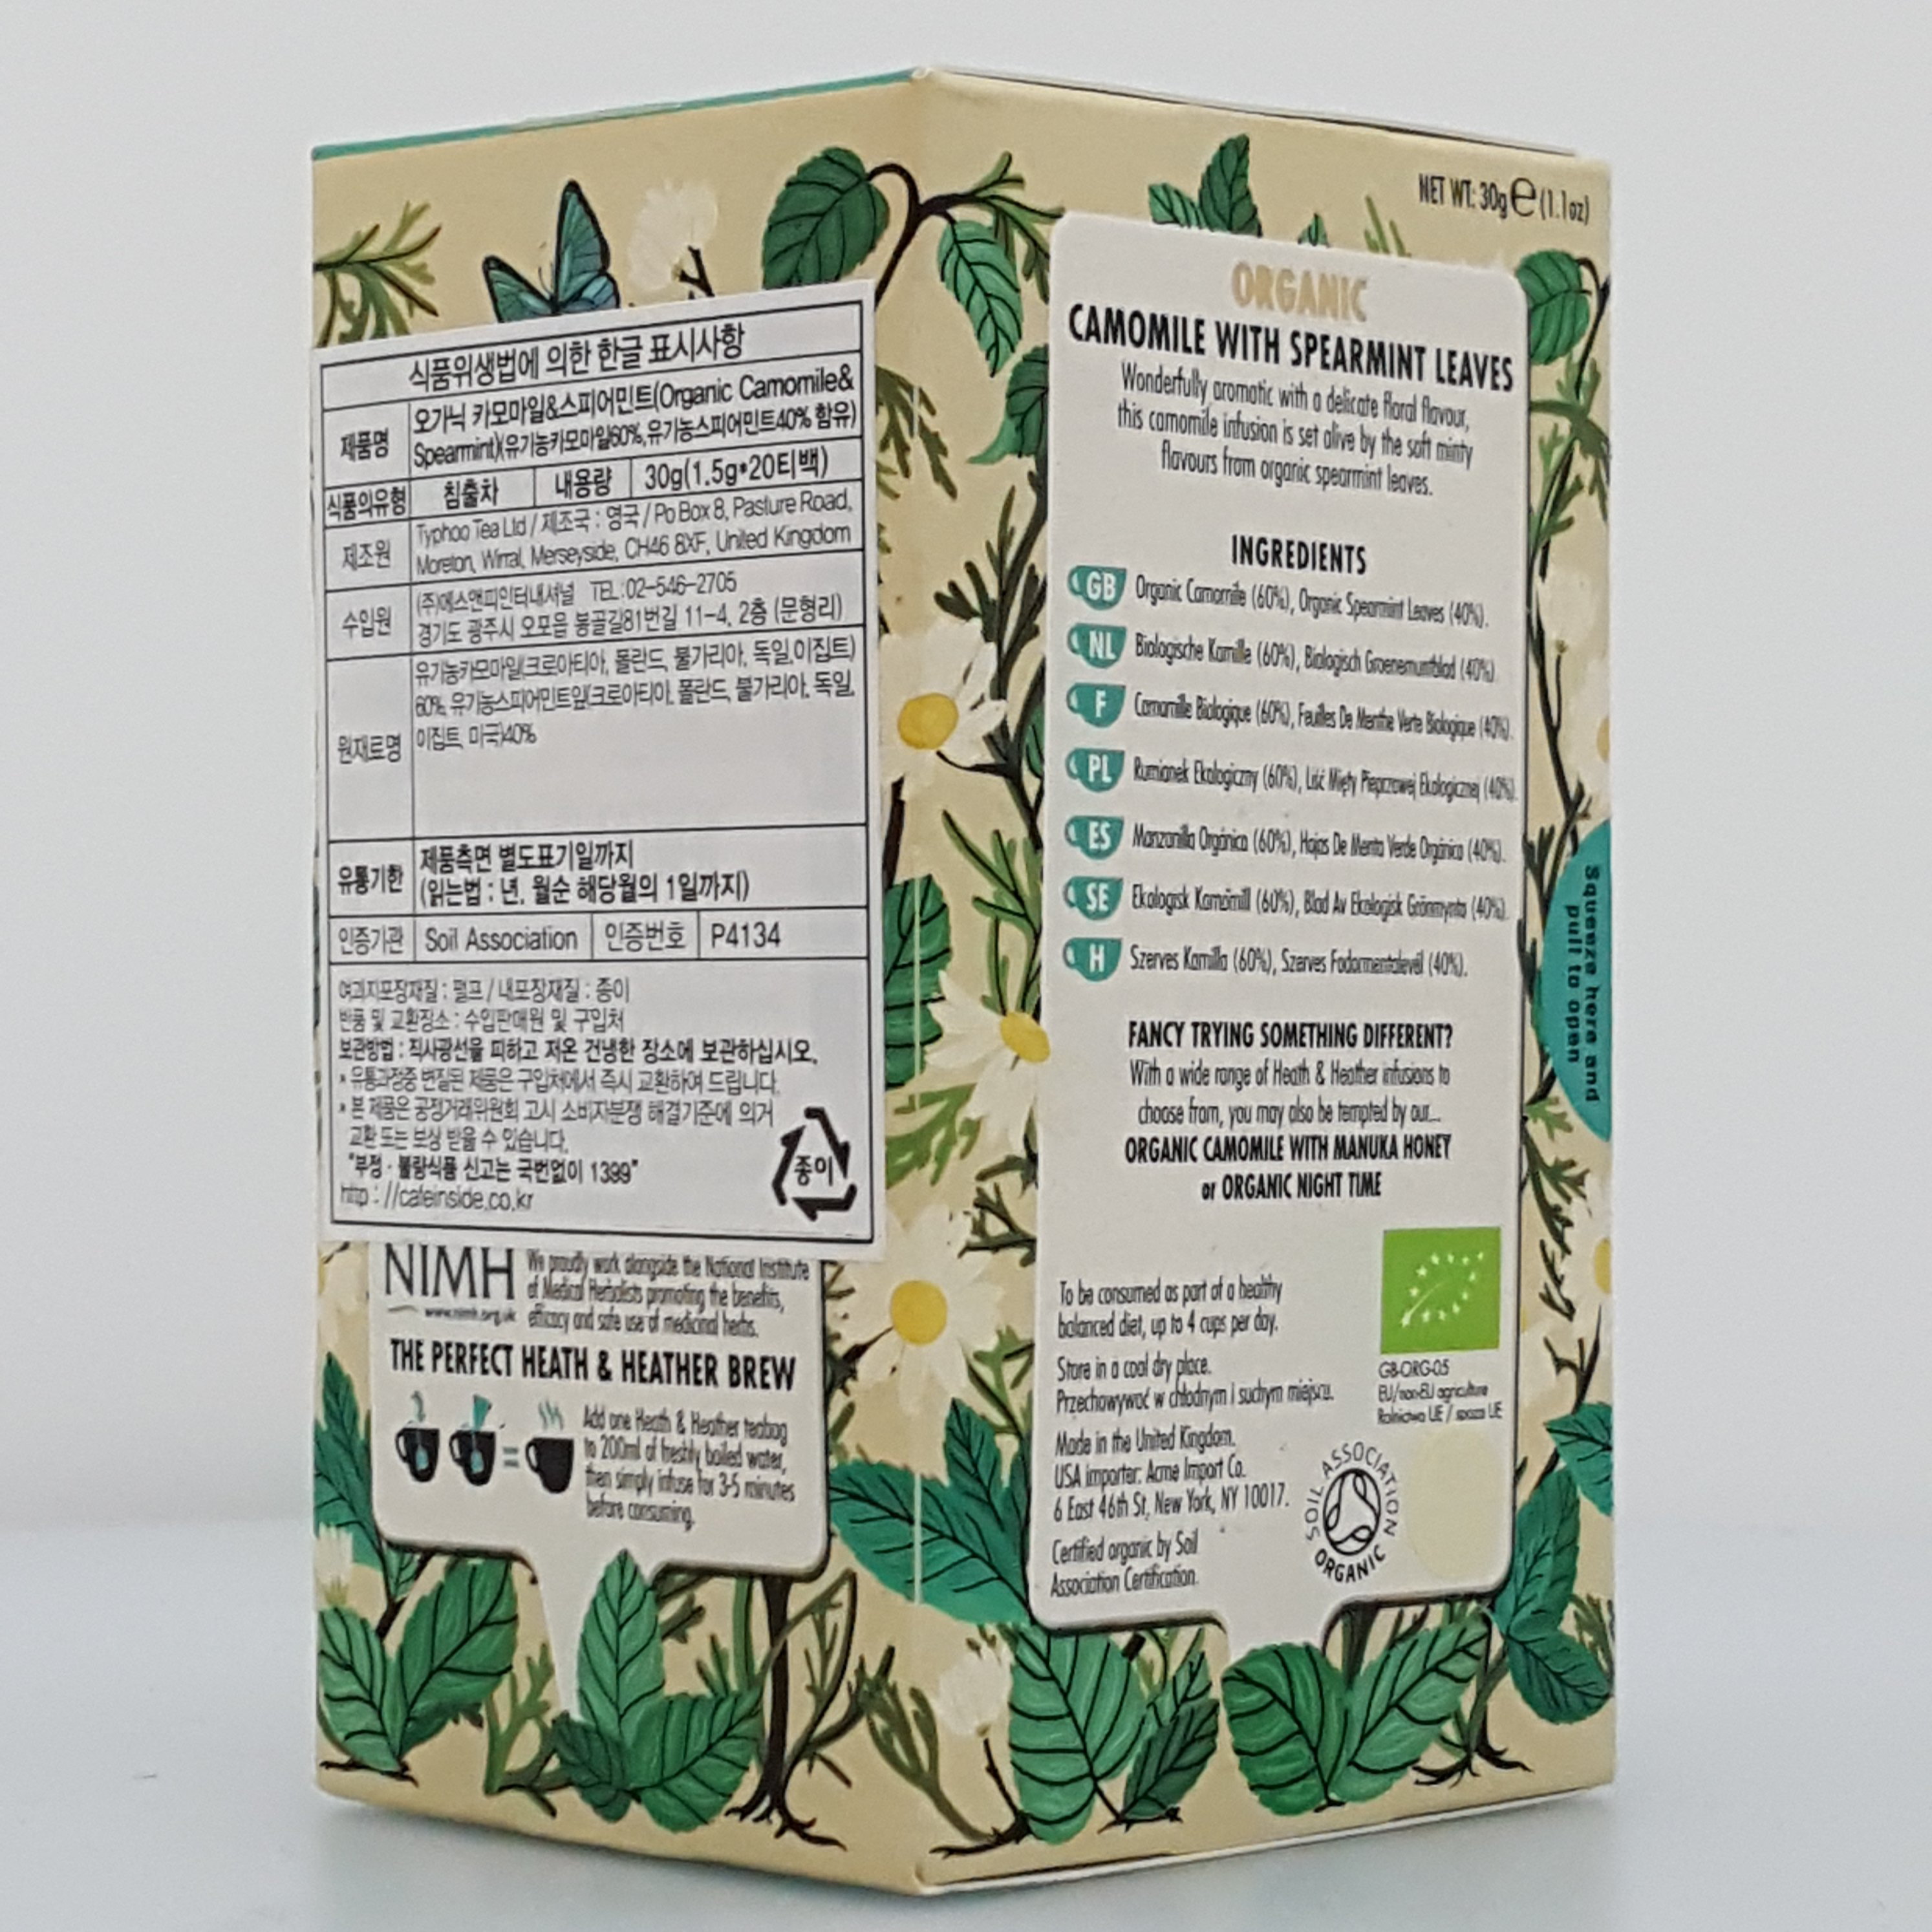 식품위생법에 의한 한글 표시사항
제품명
오가닉 카모마일&스피어민트(Organic Camomile&
Spearmint)(유기농카모마일60%,유기농스피어민트40% 함유)
식품의유형 침출차 내용량 30g(1.5g*20티백)
제조원
Typhoo Tea Ltd / 제조국 : 영국 / Po Box 8, Pasture Road,
Moreton, Wirral, Merseyside, CH46 8XF, United Kingdom
수입원
(주)에스앤피인터내셔널 TEL:02-546-2705
경기도 광주시 오포읍 봉골길81번길 11-4, 2층 (문형리)
원재료명
유기농카모마일(크로아티아, 폴란드, 불가리아, 독일,이집트)
60%, 유기농스피어민트잎(크로아티아, 폴란드, 불가리아, 독일,
이집트, 미국)40%
유통기한
제품측면 별도표기일까지
(읽는법 : 년, 월순 해당월의 1일까지)
인증기관 Soil Association 인증번호 P4134
여과지포장재질 : 펄프 / 내포장재질 : 종이
반품 및 교환장소 : 수입판매원 및 구입처
보관방법 : 직사광선을 피하고 저온 건냉한 장소에 보관하십시오.
* 유통과정중 변질된 제품은 구입처에서 즉시 교환하여 드립니다.
* 본 제품은 공정거래위원회 고시 소비자분쟁 해결기준에 의거
교환 또는 보상 받을 수 있습니다.
"부정 · 불량식품 신고는 국번없이 1399"
http : //cafeinside.co.kr
종이
NIMH
www.nimh.org.uk
We proudly work alongside the National Institute
of Medical Herbalists promoting the benefits,
efficacy and safe use of medicinal herbs.
THE PERFECT HEATH & HEATHER BREW
Add one Heath & Heather teabag
to 200ml of freshly boiled water,
then simply infuse for 3-5 minutes
before consuming.
NET WT: 30g ℮ (1.1oz)
ORGANIC
CAMOMILE WITH SPEARMINT LEAVES
Wonderfully aromatic with a delicate floral flavour,
this camomile infusion is set alive by the soft minty
flavours from organic spearmint leaves.
INGREDIENTS
GB Organic Camomile (60%), Organic Spearmint Leaves (40%).
NL Biologische Kamille (60%), Biologisch Groenemuntblad (40%).
F Camomille Biologique (60%), Feuilles De Menthe Verte Biologique (40%).
PL Rumianek Ekologiczny (60%), Liść Mięty Pieprzowej Ekologicznej (40%).
ES Manzanilla Orgánica (60%), Hojas De Menta Verde Orgánica (40%).
SE Ekologisk Kamomill (60%), Blad Av Ekologisk Grönmynta (40%).
H Szerves Kamilla (60%), Szerves Fodormentalevél (40%).
FANCY TRYING SOMETHING DIFFERENT?
With a wide range of Heath & Heather infusions to
choose from, you may also be tempted by our...
ORGANIC CAMOMILE WITH MANUKA HONEY
or ORGANIC NIGHT TIME
To be consumed as part of a healthy
balanced diet, up to 4 cups per day.
Store in a cool dry place.
Przechowywać w chłodnym i suchym miejscu.
Made in the United Kingdom.
USA importer: Acme Import Co.
6 East 46th St, New York, NY 10017.
Certified organic by Soil
Association Certification.
GB-ORG-05
EU/non-EU agriculture
Rolnictwo UE / spoza UE
SOIL ASSOCIATION
ORGANIC
Squeeze here and
pull to open